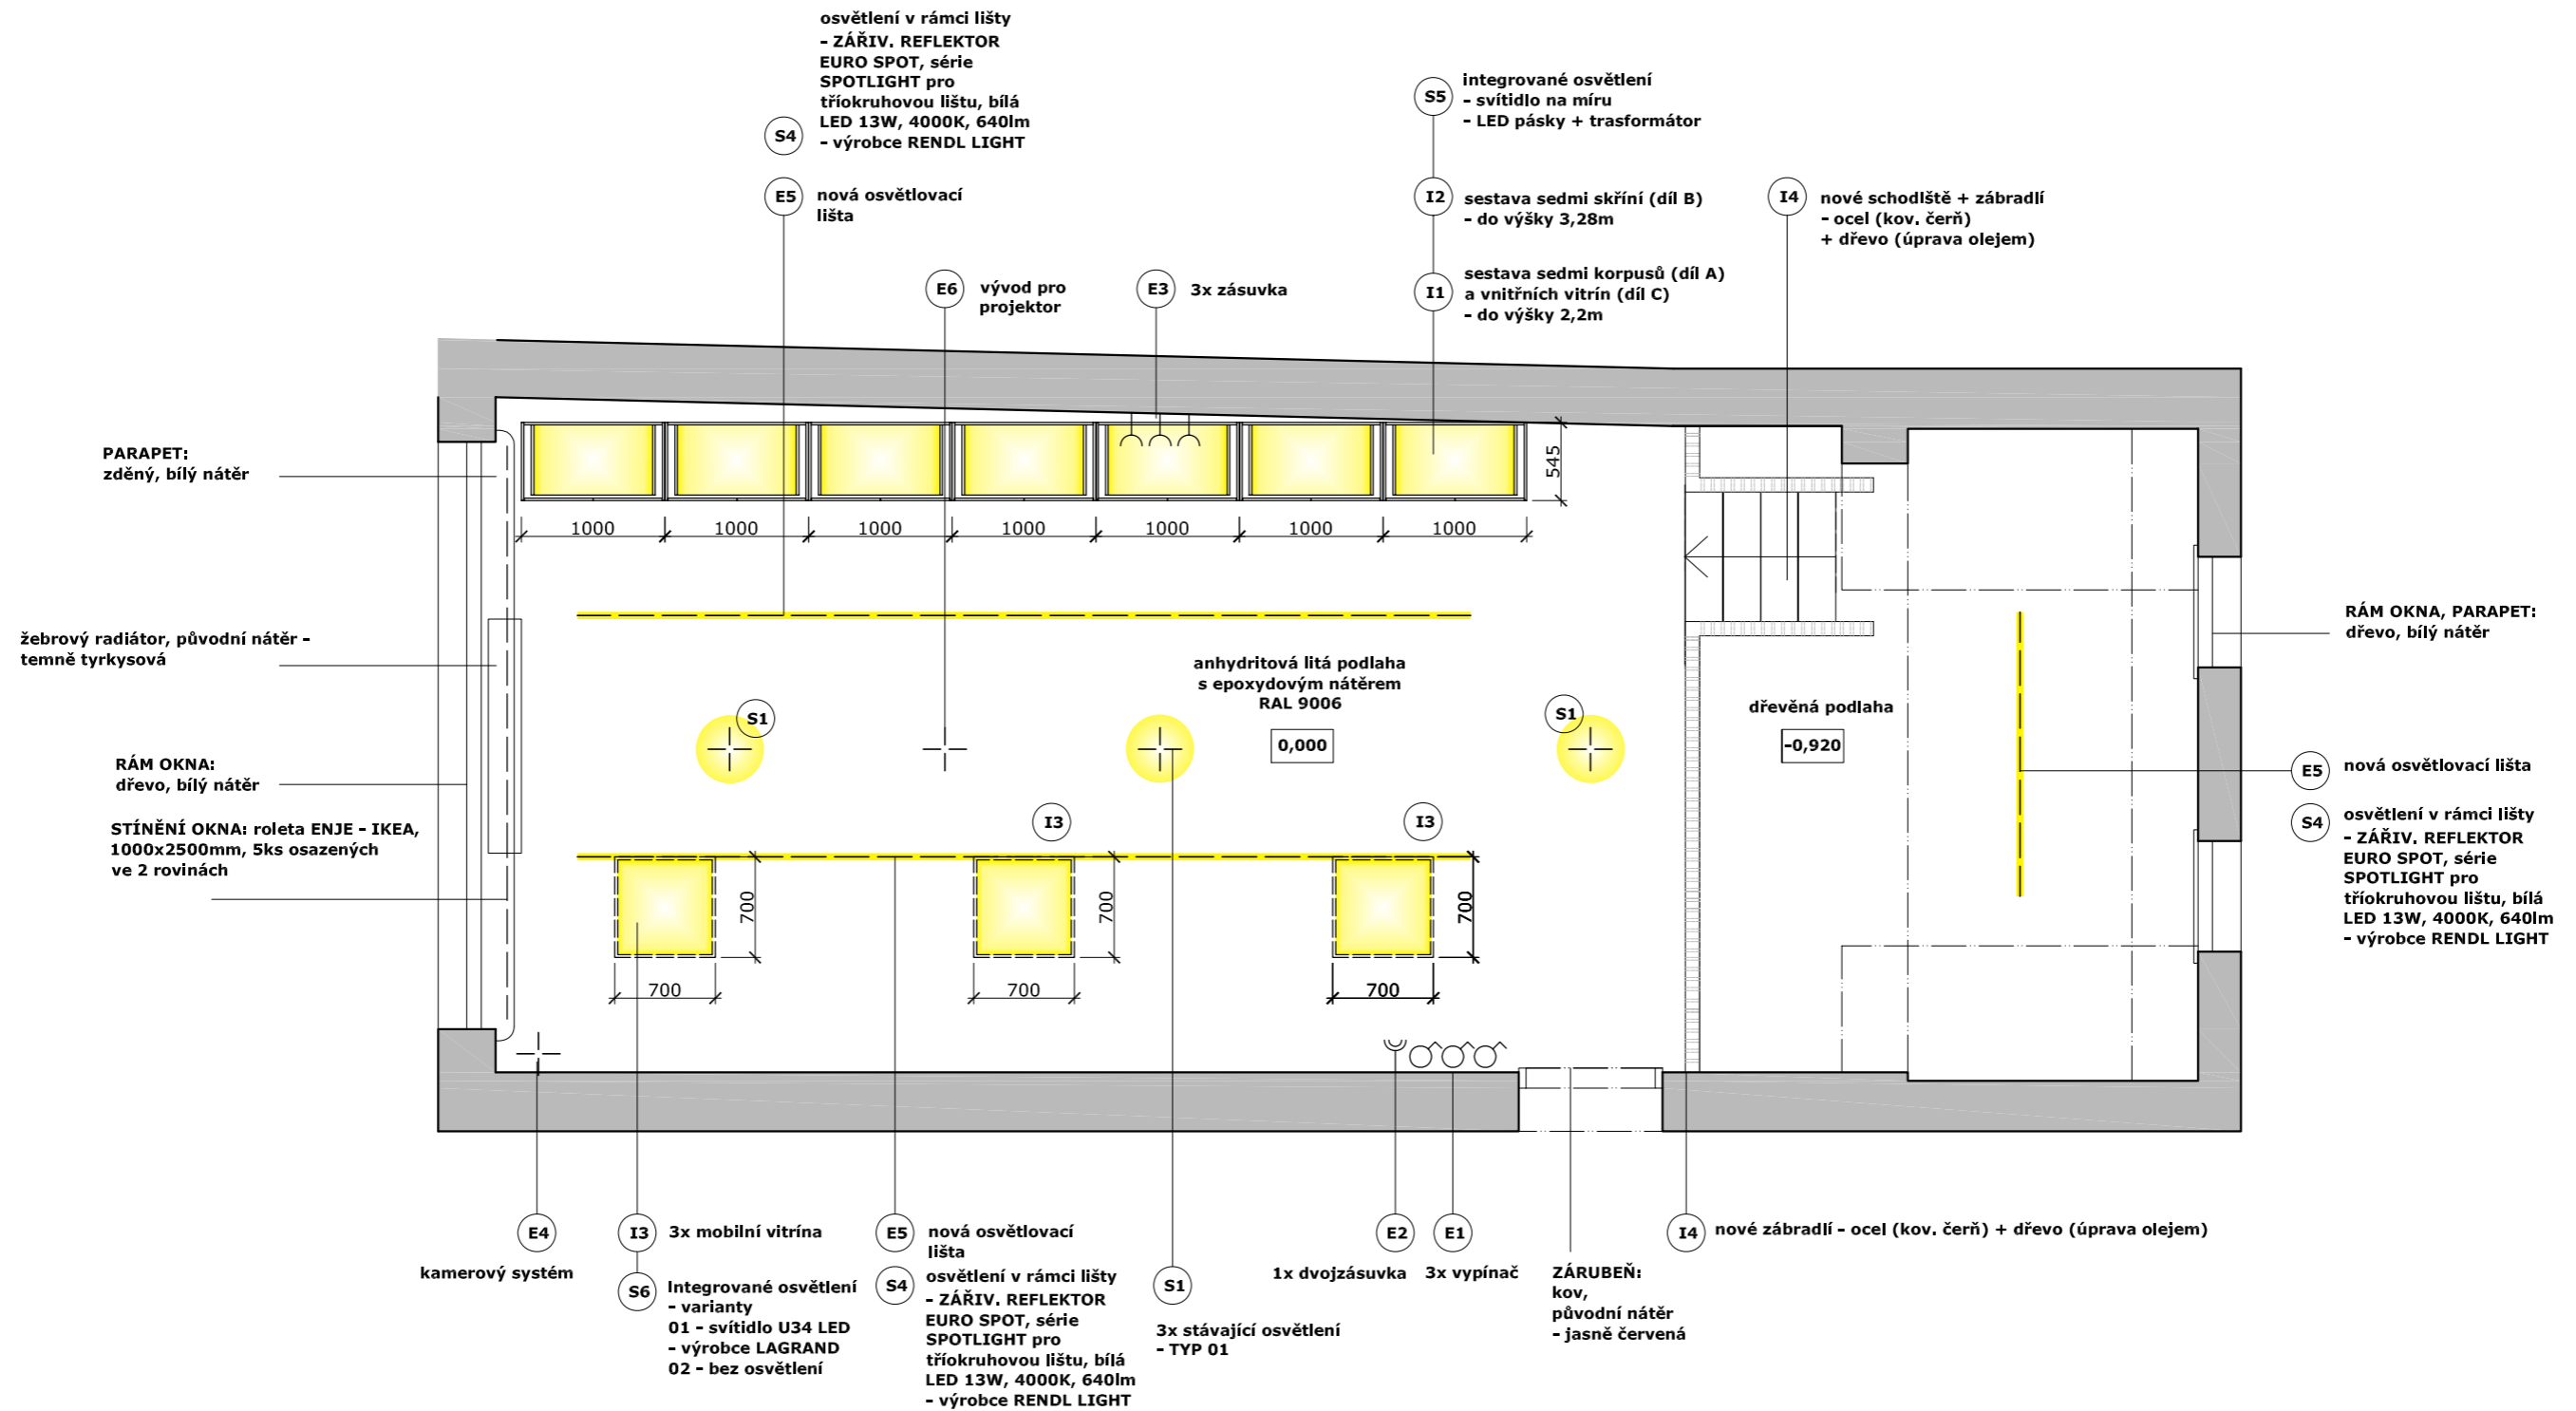 osvětlení v rámci lišty
- ZÁŘIV. REFLEKTOR
EURO SPOT, série
SPOTLIGHT pro
tříokruhovou lištu, bílá
LED 13W, 4000K, 640lm
- výrobce RENDL LIGHT
S4
E5
nová osvětlovací
lišta
E6
vývod pro
projektor
E3
3x zásuvka
S5
integrované osvětlení
- svítidlo na míru
- LED pásky + trasformátor
I2
sestava sedmi skříní (díl B)
- do výšky 3,28m
I1
sestava sedmi korpusů (díl A)
a vnitřních vitrín (díl C)
- do výšky 2,2m
I4
nové schodlště + zábradlí
- ocel (kov. čerň)
+ dřevo (úprava olejem)
PARAPET:
zděný, bílý nátěr
žebrový radiátor, původní nátěr -
temně tyrkysová
RÁM OKNA:
dřevo, bílý nátěr
STÍNĚNÍ OKNA: roleta ENJE - IKEA,
1000x2500mm, 5ks osazených
ve 2 rovinách
545
1000
1000
1000
1000
1000
1000
1000
anhydritová litá podlaha
s epoxydovým nátěrem
RAL 9006
0,000
dřevěná podlaha
-0,920
S1
S1
I3
I3
700
700
700
700
700
700
RÁM OKNA, PARAPET:
dřevo, bílý nátěr
E5
nová osvětlovací lišta
S4
osvětlení v rámci lišty
- ZÁŘIV. REFLEKTOR
EURO SPOT, série
SPOTLIGHT pro
tříokruhovou lištu, bílá
LED 13W, 4000K, 640lm
- výrobce RENDL LIGHT
E4
kamerový systém
I3
3x mobilní vitrína
S6
Integrované osvětlení
- varianty
01 - svítidlo U34 LED
- výrobce LAGRAND
02 - bez osvětlení
E5
nová osvětlovací
lišta
S4
osvětlení v rámci lišty
- ZÁŘIV. REFLEKTOR
EURO SPOT, série
SPOTLIGHT pro
tříokruhovou lištu, bílá
LED 13W, 4000K, 640lm
- výrobce RENDL LIGHT
S1
3x stávající osvětlení
- TYP 01
E2
1x dvojzásuvka
E1
3x vypínač
ZÁRUBEŇ:
kov,
původní nátěr
- jasně červená
I4
nové zábradlí - ocel (kov. čerň) + dřevo (úprava olejem)